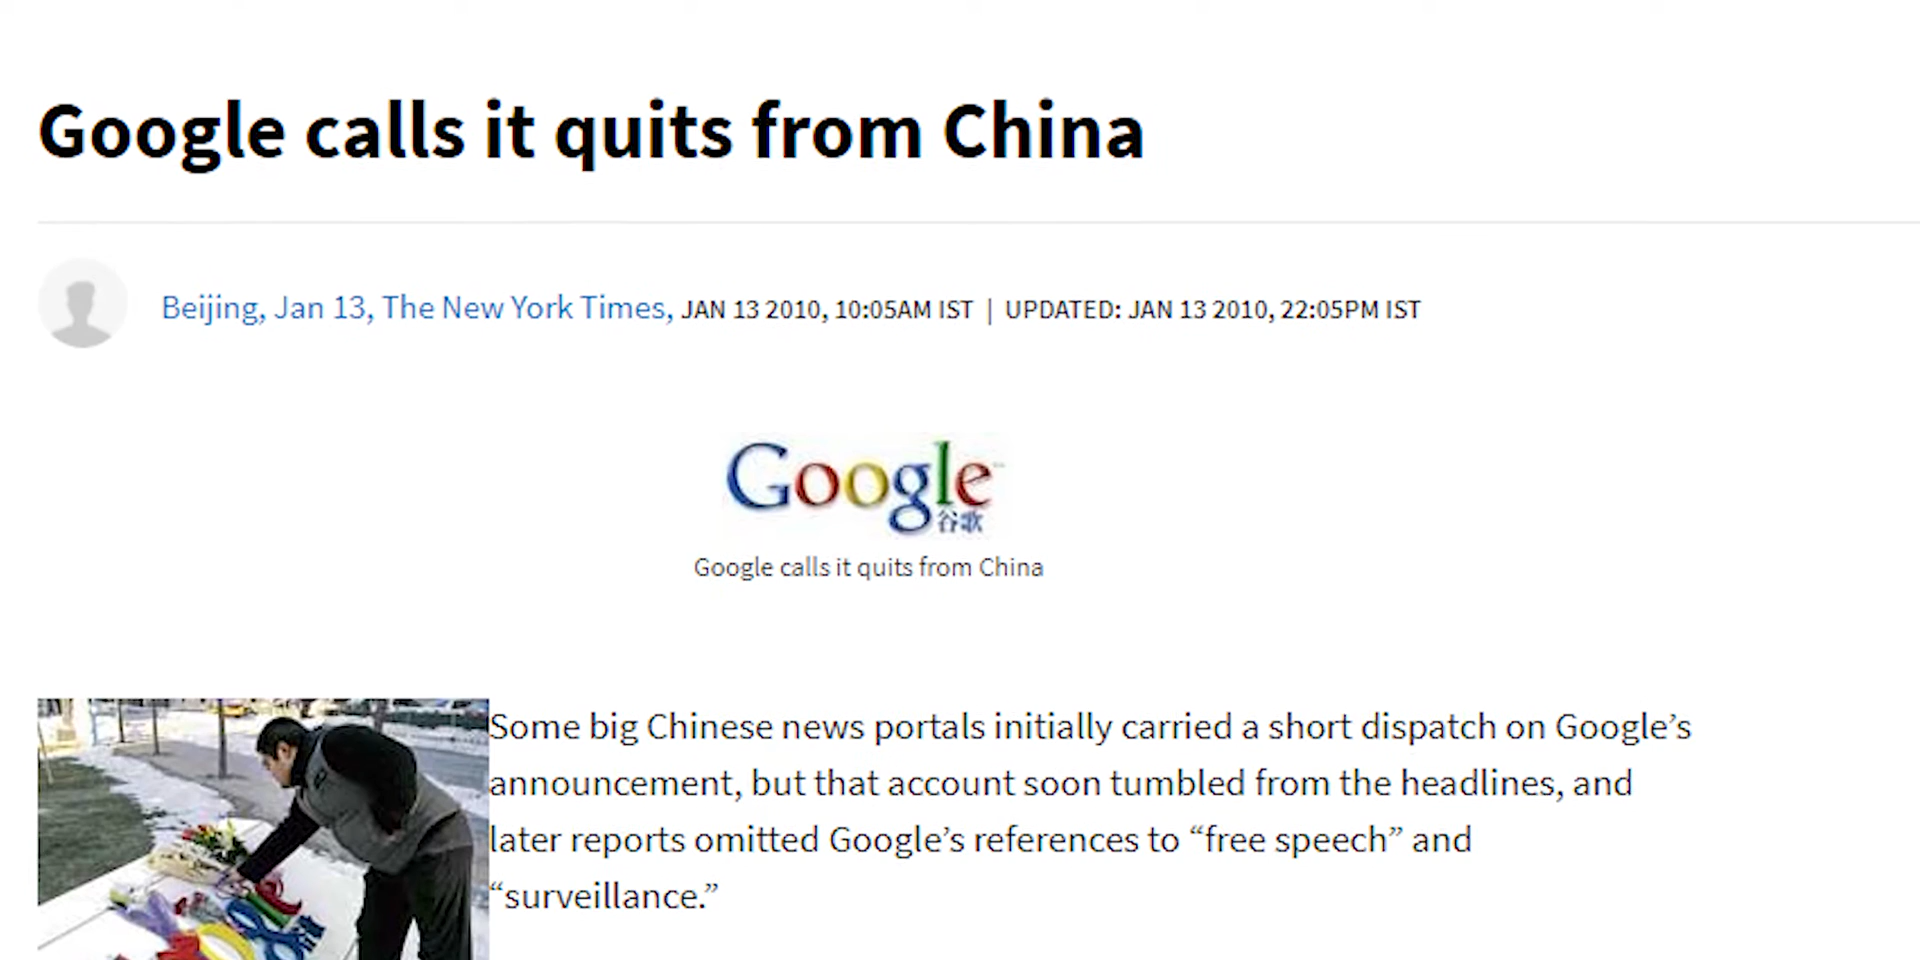 Google calls it quits from China
Beijing, Jan 13, The New York Times, JAN 13 2010, 10:05AM IST | UPDATED: JAN 13 2010, 22:05PM IST
Google
谷歌
Google calls it quits from China
Some big Chinese news portals initially carried a short dispatch on Google’s
announcement, but that account soon tumbled from the headlines, and
later reports omitted Google’s references to “free speech” and
“surveillance.”